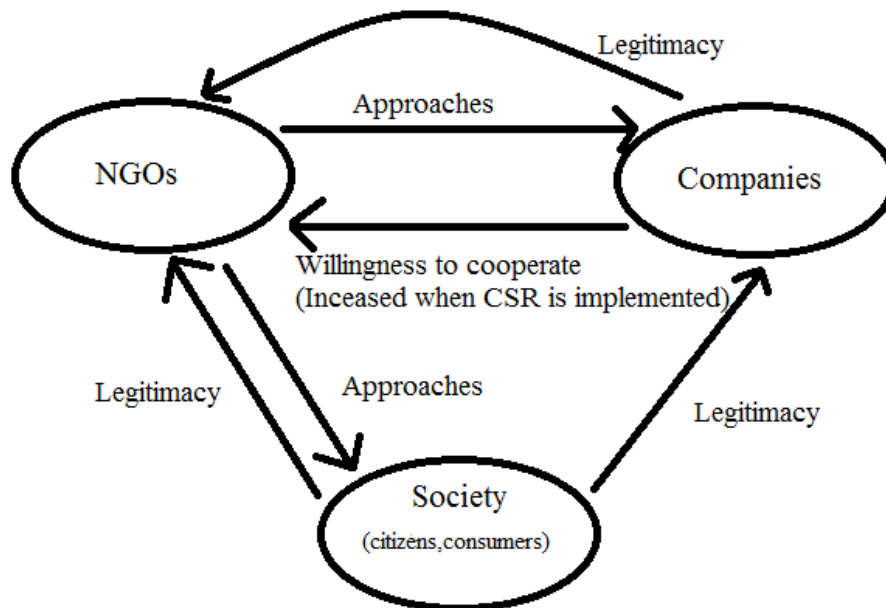 Legitimacy
Approaches
NGOs
Companies
Willingness to cooperate
(Inceased when CSR is implemented)
Legitimacy
Approaches
Legitimacy
Society
(citizens,consumers)